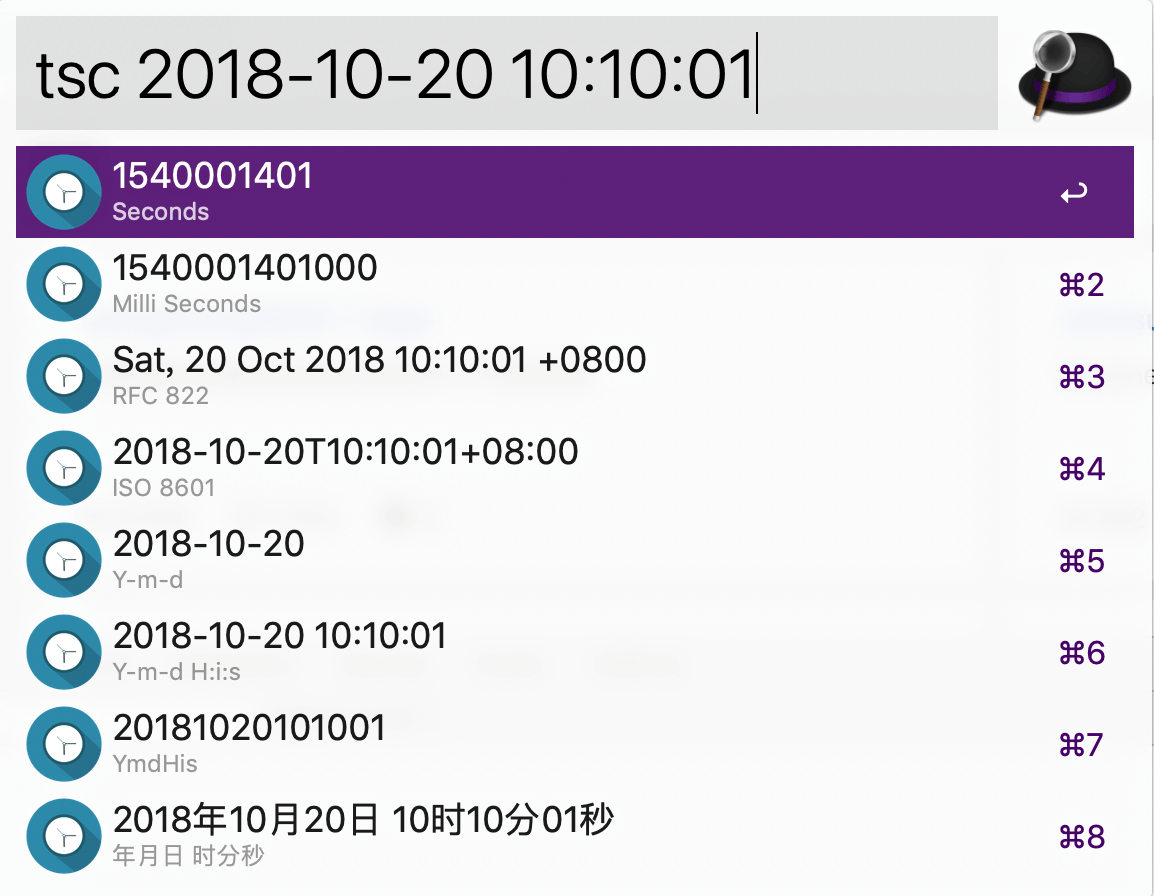 tsc 2018-10-20 10:10:01
1540001401
Seconds
1540001401000
Milli Seconds
⌘2
Sat, 20 Oct 2018 10:10:01 +0800
RFC 822
⌘3
2018-10-20T10:10:01+08:00
ISO 8601
⌘4
2018-10-20
Y-m-d
⌘5
2018-10-20 10:10:01
Y-m-d H:i:s
⌘6
20181020101001
YmdHis
⌘7
2018年10月20日 10时10分01秒
年月日 时分秒
⌘8